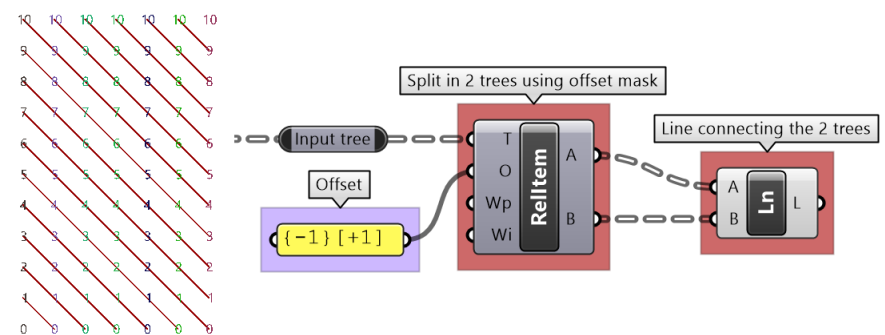 10 10 10 10 10 10 10
9 9 9 9 9 9 9
8 8 8 8 8 8 8
7 7 7 7 7 7 7
6 6 6 6 6 6 6
5 5 5 5 5 5 5
4 4 4 4 4 4 4
3 3 3 3 3 3 3
2 2 2 2 2 2 2
1 1 1 1 1 1 1
0 0 0 0 0 0 0
Split in 2 trees using offset mask
Line connecting the 2 trees
Input tree
Offset
{-1}[+1]
T
O
Wp
Wi
RelItem
A
B
A
B
Ln
L